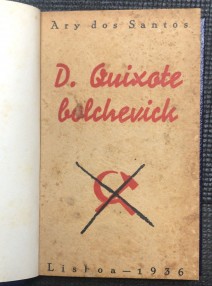 Ary dos Santos
D. Quixote
bolchevick
Lisboa — 1936